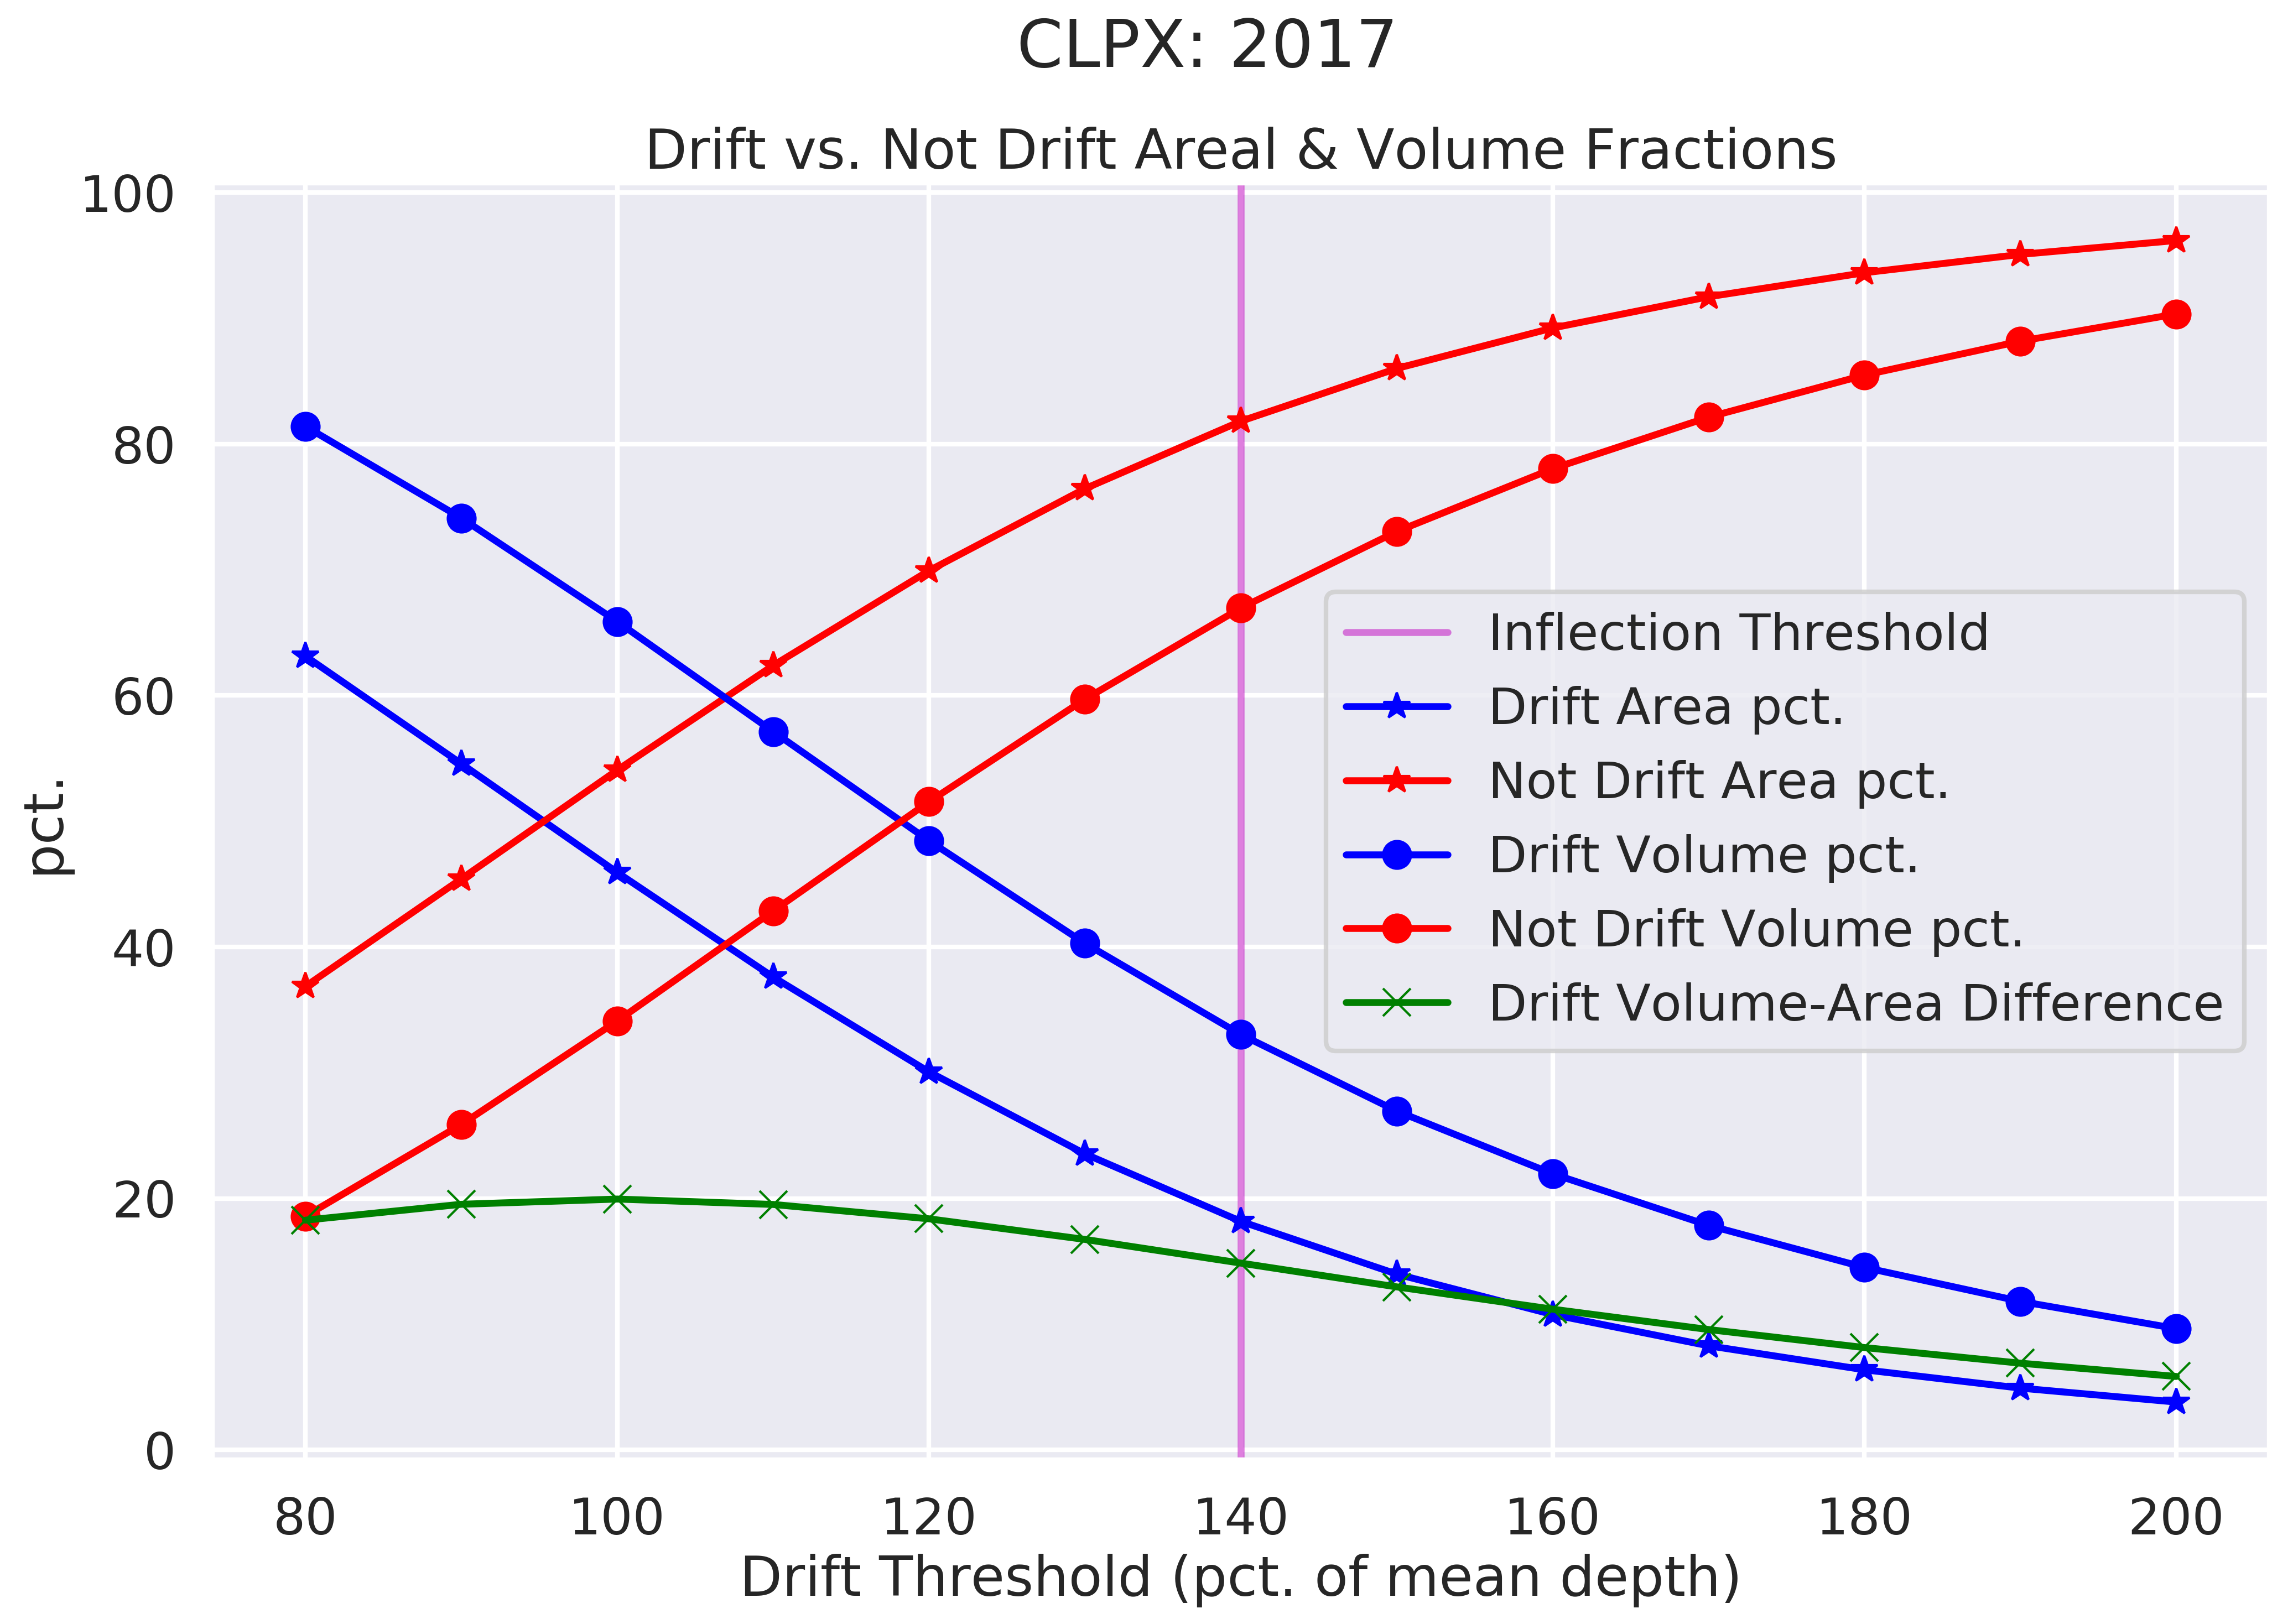 CLPX: 2017
Drift vs. Not Drift Areal & Volume Fractions
100
80
60
40
20
0
pct.
Inflection Threshold
Drift Area pct.
Not Drift Area pct.
Drift Volume pct.
Not Drift Volume pct.
Drift Volume-Area Difference
80 100 120 140 160 180 200
Drift Threshold (pct. of mean depth)